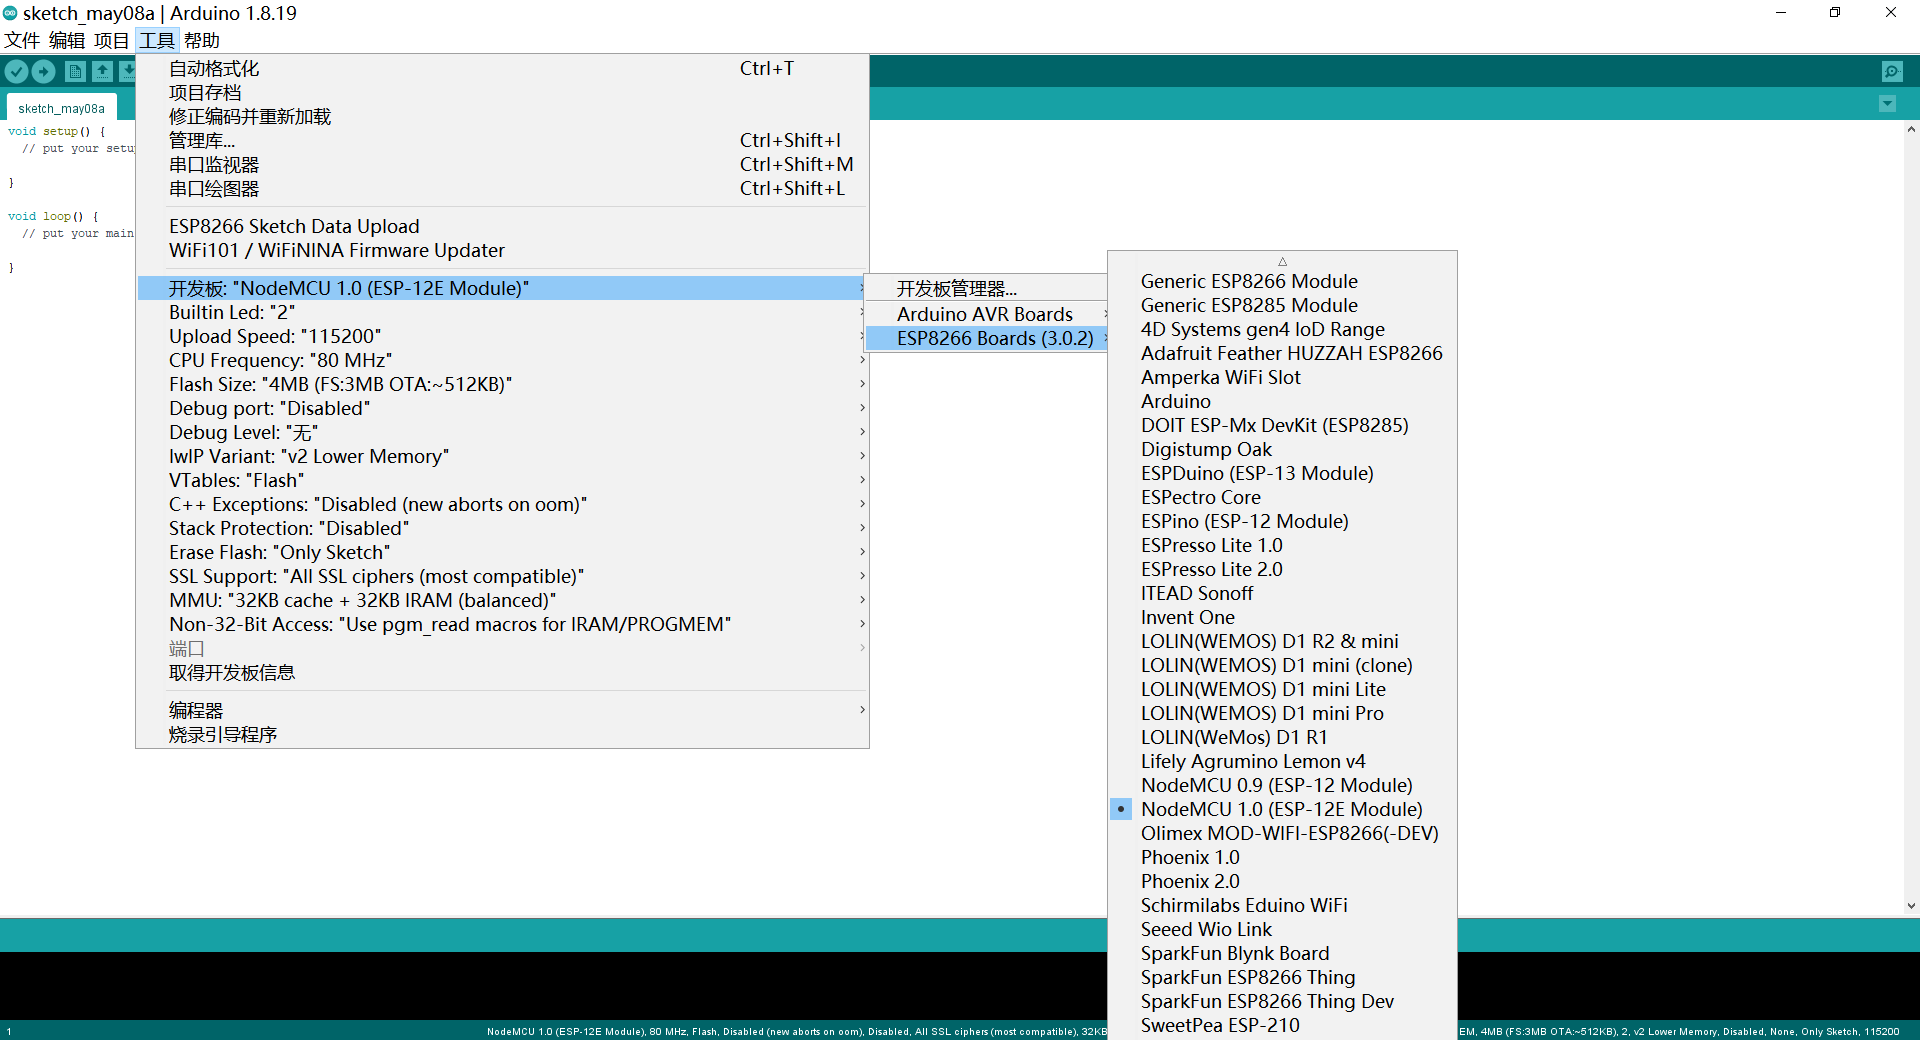 sketch_may08a | Arduino 1.8.19
文件 编辑 项目 工具 帮助
sketch_may08a
void setup() {
// put your setu
}
void loop() {
// put your main
}
自动格式化 Ctrl+T
项目存档
修正编码并重新加载
管理库... Ctrl+Shift+I
串口监视器 Ctrl+Shift+M
串口绘图器 Ctrl+Shift+L
ESP8266 Sketch Data Upload
WiFi101 / WiFiNINA Firmware Updater
开发板: "NodeMCU 1.0 (ESP-12E Module)"
Builtin Led: "2"
Upload Speed: "115200"
CPU Frequency: "80 MHz"
Flash Size: "4MB (FS:3MB OTA:~512KB)"
Debug port: "Disabled"
Debug Level: "无"
lwIP Variant: "v2 Lower Memory"
VTables: "Flash"
C++ Exceptions: "Disabled (new aborts on oom)"
Stack Protection: "Disabled"
Erase Flash: "Only Sketch"
SSL Support: "All SSL ciphers (most compatible)"
MMU: "32KB cache + 32KB IRAM (balanced)"
Non-32-Bit Access: "Use pgm_read macros for IRAM/PROGMEM"
端口
取得开发板信息
编程器
烧录引导程序
开发板管理器...
Arduino AVR Boards
ESP8266 Boards (3.0.2)
Generic ESP8266 Module
Generic ESP8285 Module
4D Systems gen4 IoD Range
Adafruit Feather HUZZAH ESP8266
Amperka WiFi Slot
Arduino
DOIT ESP-Mx DevKit (ESP8285)
Digistump Oak
ESPDuino (ESP-13 Module)
ESPectro Core
ESPino (ESP-12 Module)
ESPresso Lite 1.0
ESPresso Lite 2.0
ITEAD Sonoff
Invent One
LOLIN(WEMOS) D1 R2 & mini
LOLIN(WEMOS) D1 mini (clone)
LOLIN(WEMOS) D1 mini Lite
LOLIN(WEMOS) D1 mini Pro
LOLIN(WeMos) D1 R1
Lifely Agrumino Lemon v4
NodeMCU 0.9 (ESP-12 Module)
NodeMCU 1.0 (ESP-12E Module)
Olimex MOD-WIFI-ESP8266(-DEV)
Phoenix 1.0
Phoenix 2.0
Schirmilabs Eduino WiFi
Seeed Wio Link
SparkFun Blynk Board
SparkFun ESP8266 Thing
SparkFun ESP8266 Thing Dev
SweetPea ESP-210
1 NodeMCU 1.0 (ESP-12E Module), 80 MHz, Flash, Disabled (new aborts on oom), Disabled, All SSL ciphers (most compatible), 32KB EM, 4MB (FS:3MB OTA:~512KB), 2, v2 Lower Memory, Disabled, None, Only Sketch, 115200